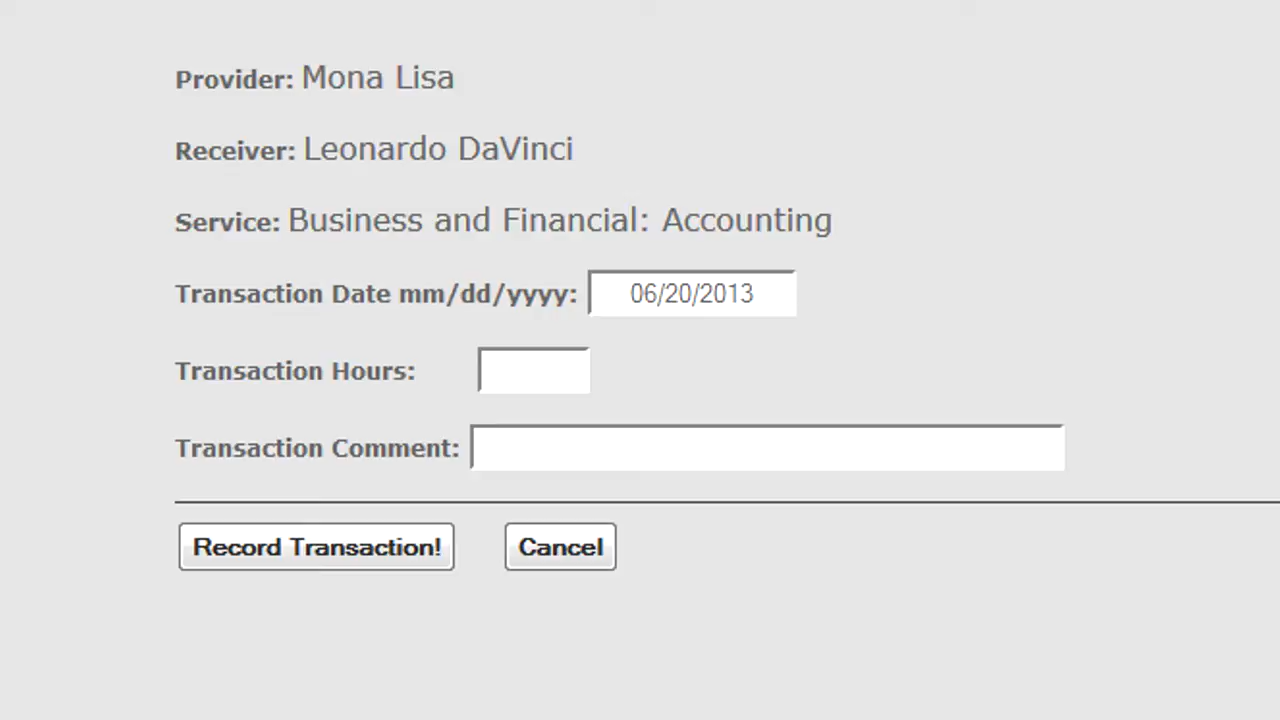 Provider: Mona Lisa
Receiver: Leonardo DaVinci
Service: Business and Financial: Accounting
Transaction Date mm/dd/yyyy: 06/20/2013
Transaction Hours:
Transaction Comment:
Record Transaction! Cancel